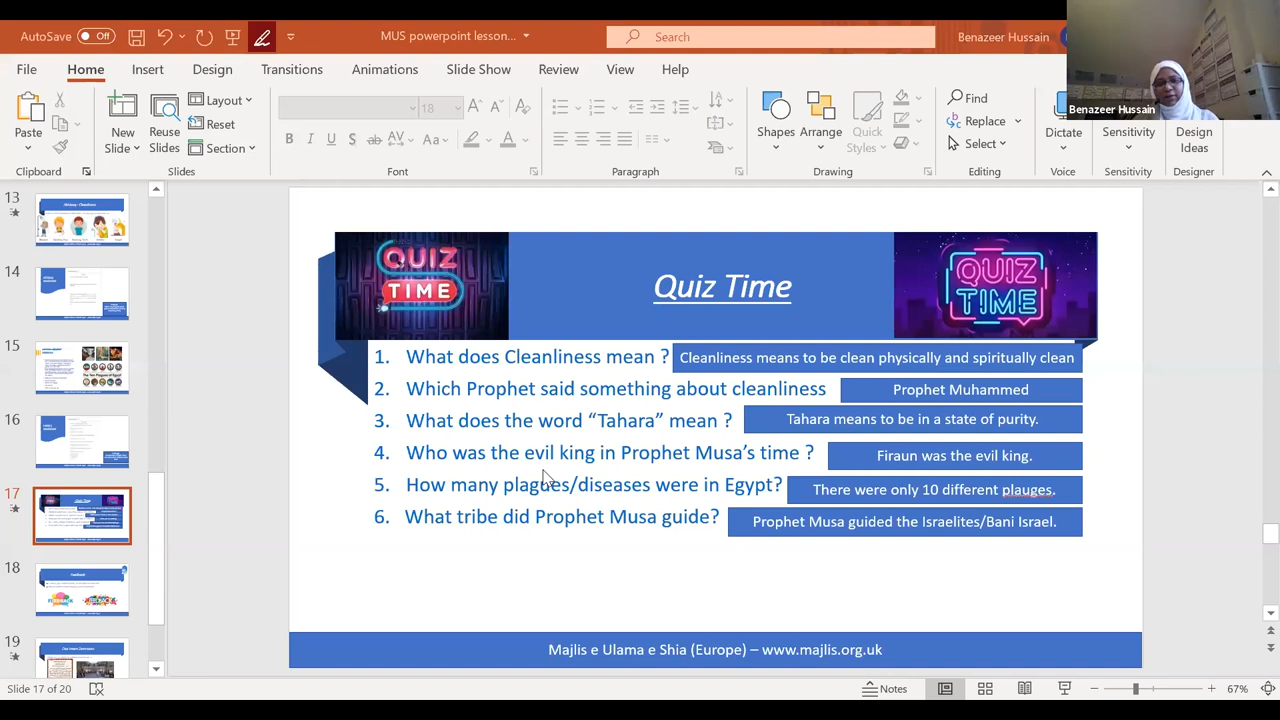 AutoSave Off
MUS powerpoint lesson...
Search
Benazeer Hussain
Benazeer Hussain
File Home Insert Design Transitions Animations Slide Show Review View Help
Paste
New Slide
Reuse Slides
Layout
Reset
Section
18
B I U S ab AV Aa A
Shapes
Arrange
Quick Styles
Find
Replace
Select
Dictate
Sensitivity
Design Ideas
Clipboard Slides Font Paragraph Drawing Editing Voice Sensitivity Designer
13
14
15
16
17
18
19
QUIZ
TIME
Quiz Time
QUIZ
TIME
1. What does Cleanliness mean ? Cleanliness means to be clean physically and spiritually clean
2. Which Prophet said something about cleanliness Prophet Muhammed
3. What does the word “Tahara” mean ? Tahara means to be in a state of purity.
4. Who was the evil king in Prophet Musa’s time ? Firaun was the evil king.
5. How many plagues/diseases were in Egypt? There were only 10 different plauges.
6. What tribe did Prophet Musa guide? Prophet Musa guided the Israelites/Bani Israel.
Majlis e Ulama e Shia (Europe) – www.majlis.org.uk
Slide 17 of 20
Notes
67%